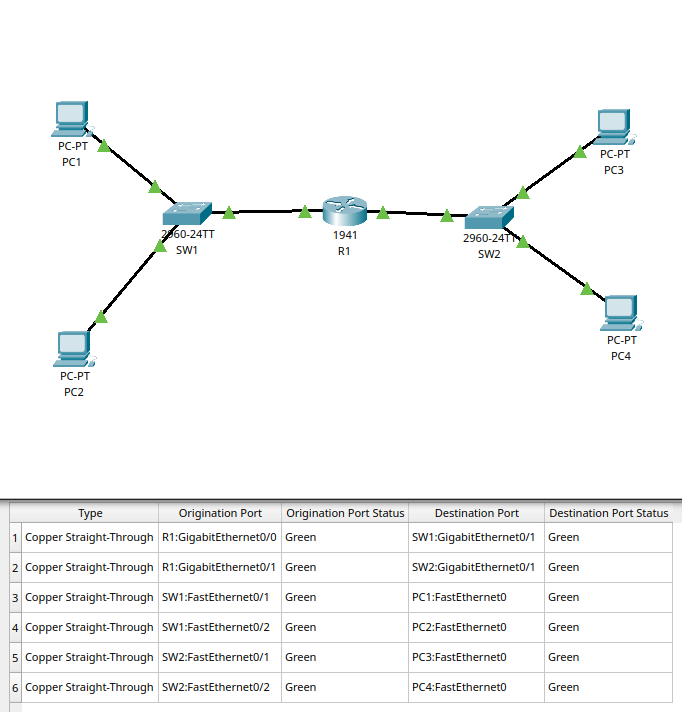 PC-PT
PC1
PC-PT
PC3
2960-24TT
SW1
1941
R1
2960-24TT
SW2
PC-PT
PC4
PC-PT
PC2
Type Origination Port Origination Port Status Destination Port Destination Port Status
1 Copper Straight-Through R1:GigabitEthernet0/0 Green SW1:GigabitEthernet0/1 Green
2 Copper Straight-Through R1:GigabitEthernet0/1 Green SW2:GigabitEthernet0/1 Green
3 Copper Straight-Through SW1:FastEthernet0/1 Green PC1:FastEthernet0 Green
4 Copper Straight-Through SW1:FastEthernet0/2 Green PC2:FastEthernet0 Green
5 Copper Straight-Through SW2:FastEthernet0/1 Green PC3:FastEthernet0 Green
6 Copper Straight-Through SW2:FastEthernet0/2 Green PC4:FastEthernet0 Green